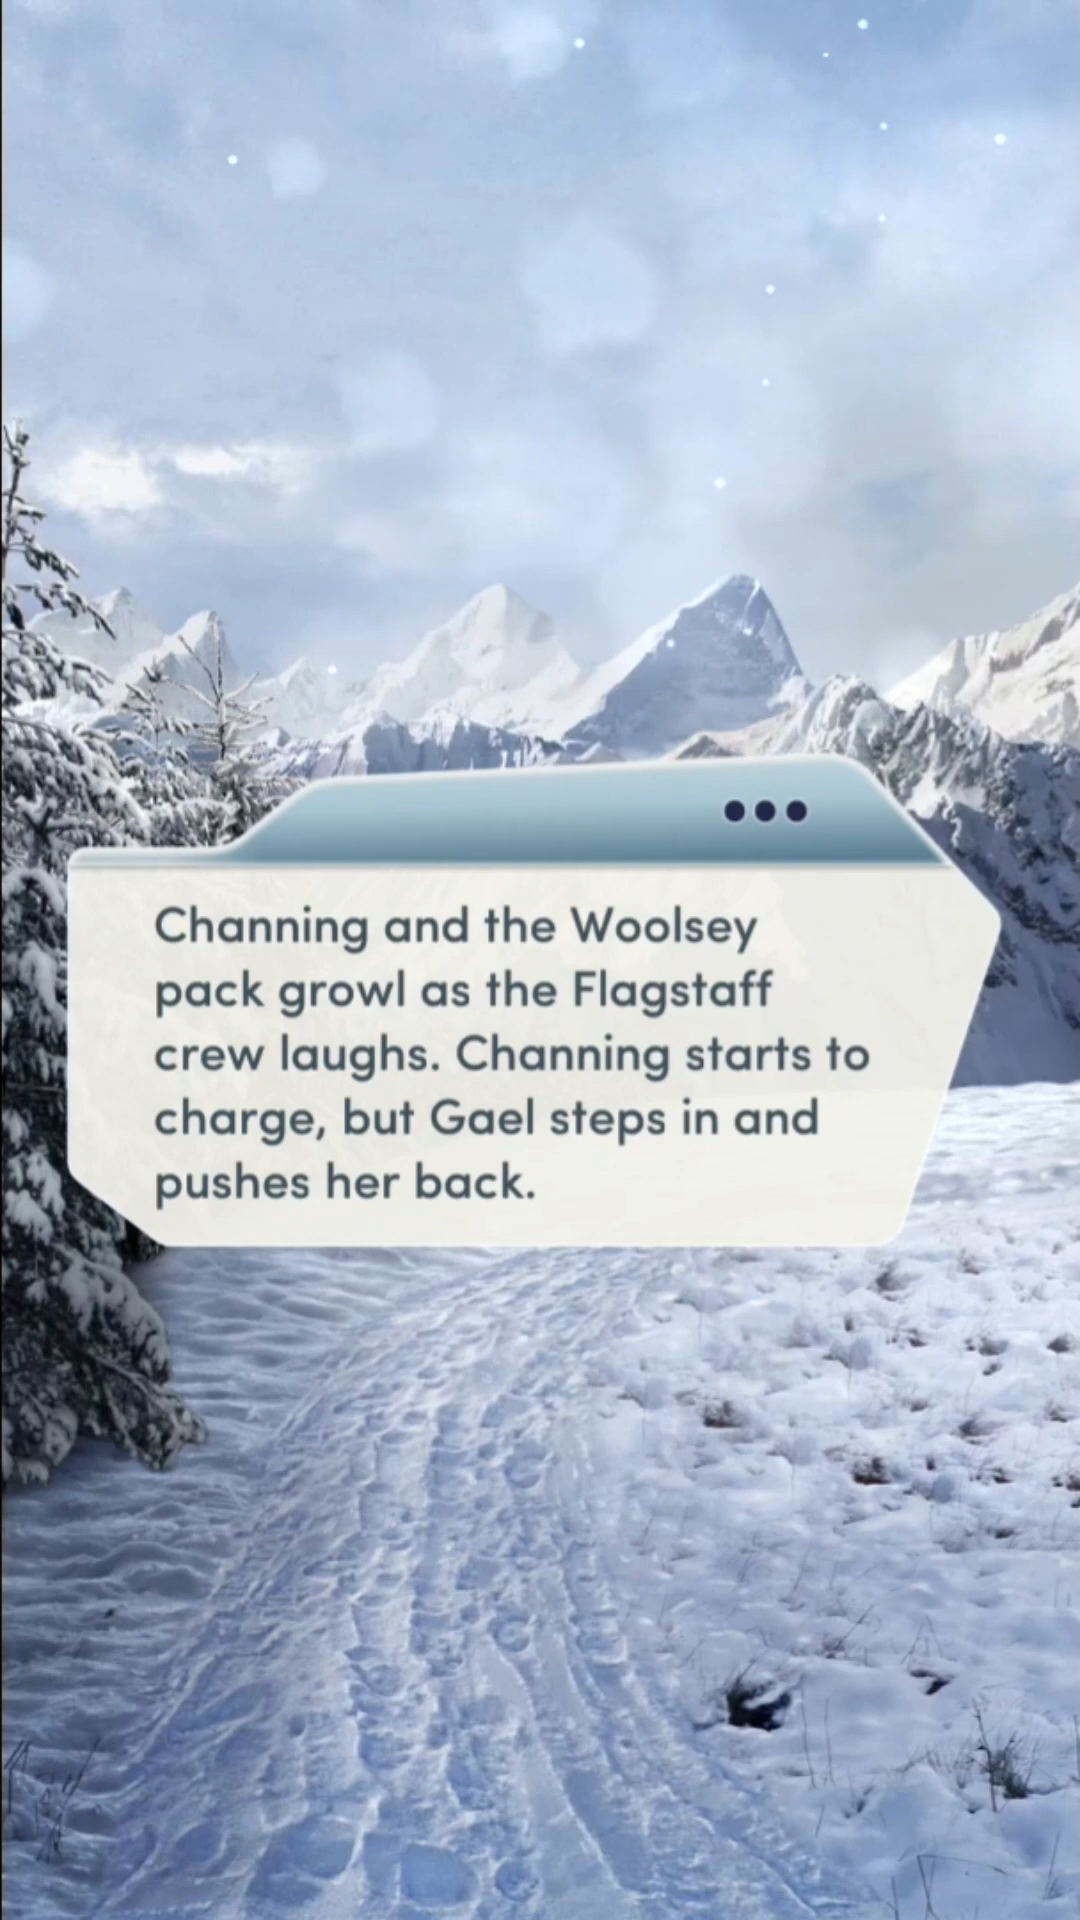 Channing and the Woolsey
pack growl as the Flagstaff
crew laughs. Channing starts to
charge, but Gael steps in and
pushes her back.